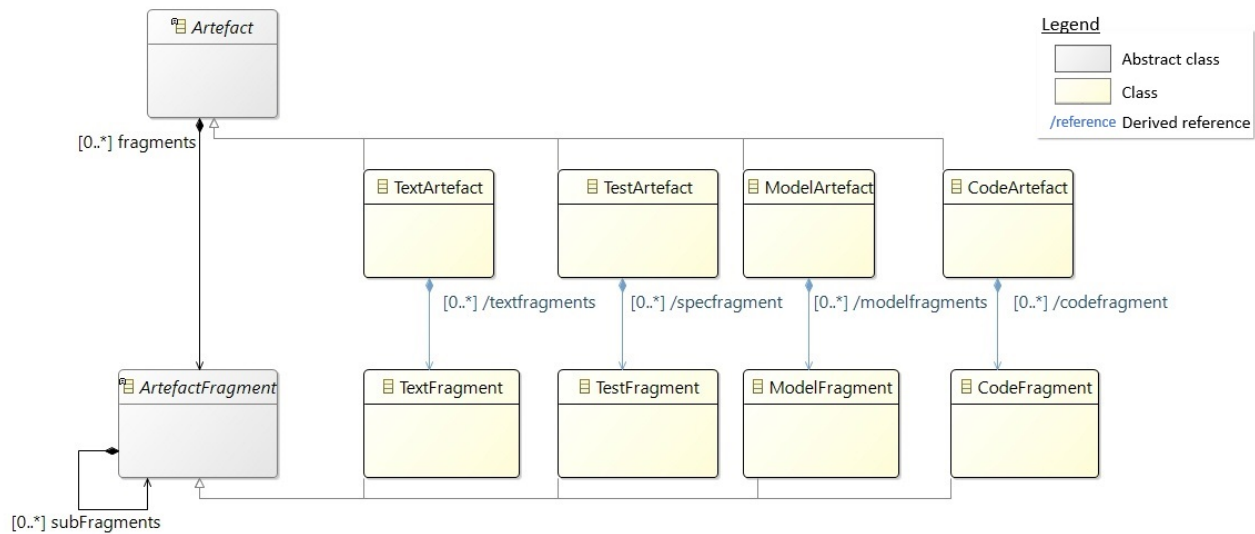 Artefact
Legend
Abstract class
Class
/reference Derived reference
[0..*] fragments
TextArtefact
TestArtefact
ModelArtefact
CodeArtefact
[0..*] /textfragments
[0..*] /specfragment
[0..*] /modelfragments
[0..*] /codefragment
ArtefactFragment
TextFragment
TestFragment
ModelFragment
CodeFragment
[0..*] subFragments